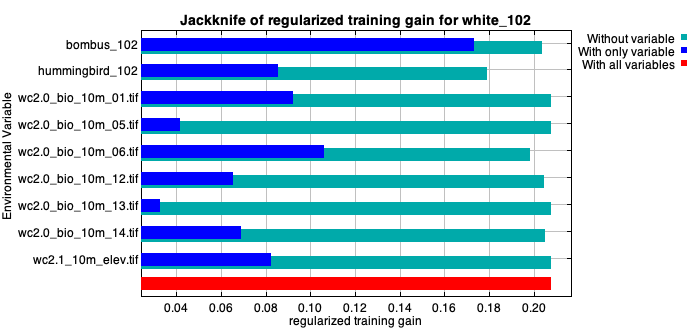 Jackknife of regularized training gain for white_102
Without variable
With only variable
With all variables
Environmental Variable
bombus_102
hummingbird_102
wc2.0_bio_10m_01.tif
wc2.0_bio_10m_05.tif
wc2.0_bio_10m_06.tif
wc2.0_bio_10m_12.tif
wc2.0_bio_10m_13.tif
wc2.0_bio_10m_14.tif
wc2.1_10m_elev.tif
0.04 0.06 0.08 0.10 0.12 0.14 0.16 0.18 0.20
regularized training gain